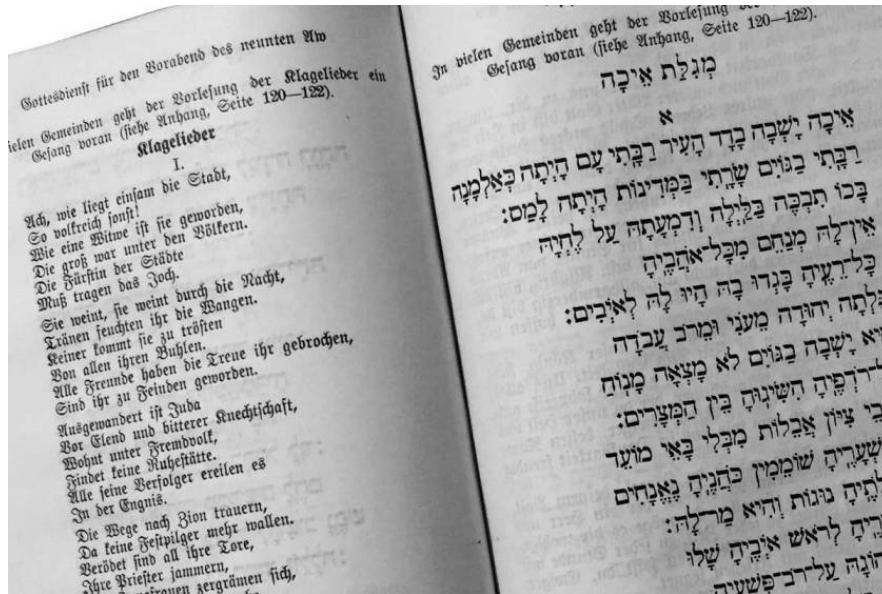 Gottesdienst für den Vorabend des neunten Aw
ielen Gemeinden geht der Vorlesung der Klagelieder ein
Gesang voran (siehe Anhang, Seite 120—122).
Klagelieder
I.
Ach, wie liegt einsam die Stadt,
So volkreich sonst!
Wie eine Witwe ist sie geworden,
Die groß war unter den Völkern.
Die Fürstin der Städte
Muß tragen das Joch.
Sie weint, sie weint durch die Nacht,
Tränen feuchten ihr die Wangen.
Keiner kommt sie zu trösten
Von allen ihren Buhlen.
Alle Freunde haben die Treue ihr gebrochen,
Sind ihr zu Feinden geworden.
Ausgewandert ist Juda
Vor Elend und bitterer Knechtschaft,
Wohnt unter Fremdvolk,
Findet keine Ruhestätte.
Alle seine Verfolger ereilen es
In der Engnis.
Die Wege nach Zion trauern,
Da keine Festpilger mehr wallen.
Verödet sind all ihre Tore,
Ihre Priester jammern,
zergrämen sich,
In vielen Gemeinden geht der Vorlesung
Gesang voran (siehe Anhang, Seite 120—122).
מְגִלַּת אֵיכָה
א
אֵיכָה יָשְׁבָה בָדָד הָעִיר רַבָּתִי עָם הָיְתָה כְּאַלְמָנָה
רַבָּתִי בַגּוֹיִם שָׂרָתִי בַּמְּדִינוֹת הָיְתָה לָמַס:
בָּכוֹ תִבְכֶּה בַּלַּיְלָה וְדִמְעָתָהּ עַל לֶחֱיָהּ
אֵין־לָהּ מְנַחֵם מִכָּל־אֹהֲבֶיהָ
כָּל־רֵעֶיהָ בָּגְדוּ בָהּ הָיוּ לָהּ לְאֹיְבִים:
לְתָה יְהוּדָה מֵעֹנִי וּמֵרֹב עֲבֹדָה
יא יָשְׁבָה בַגּוֹיִם לֹא מָצְאָה מָנוֹחַ
־רֹדְפֶיהָ הִשִּׂיגוּהָ בֵּין הַמְּצָרִים:
כֵי צִיּוֹן אֲבֵלוֹת מִבְּלִי בָּאֵי מוֹעֵד
שְׁעָרֶיהָ שׁוֹמֵמִין כֹּהֲנֶיהָ נֶאֱנָחִים
לֹתֶיהָ נּוּגוֹת וְהִיא מַר־לָהּ:
רֶיהָ לְרֹאשׁ אֹיְבֶיהָ שָׁלוּ
הוֹגָהּ עַל־רֹב־פְּשָׁעֶיהָ